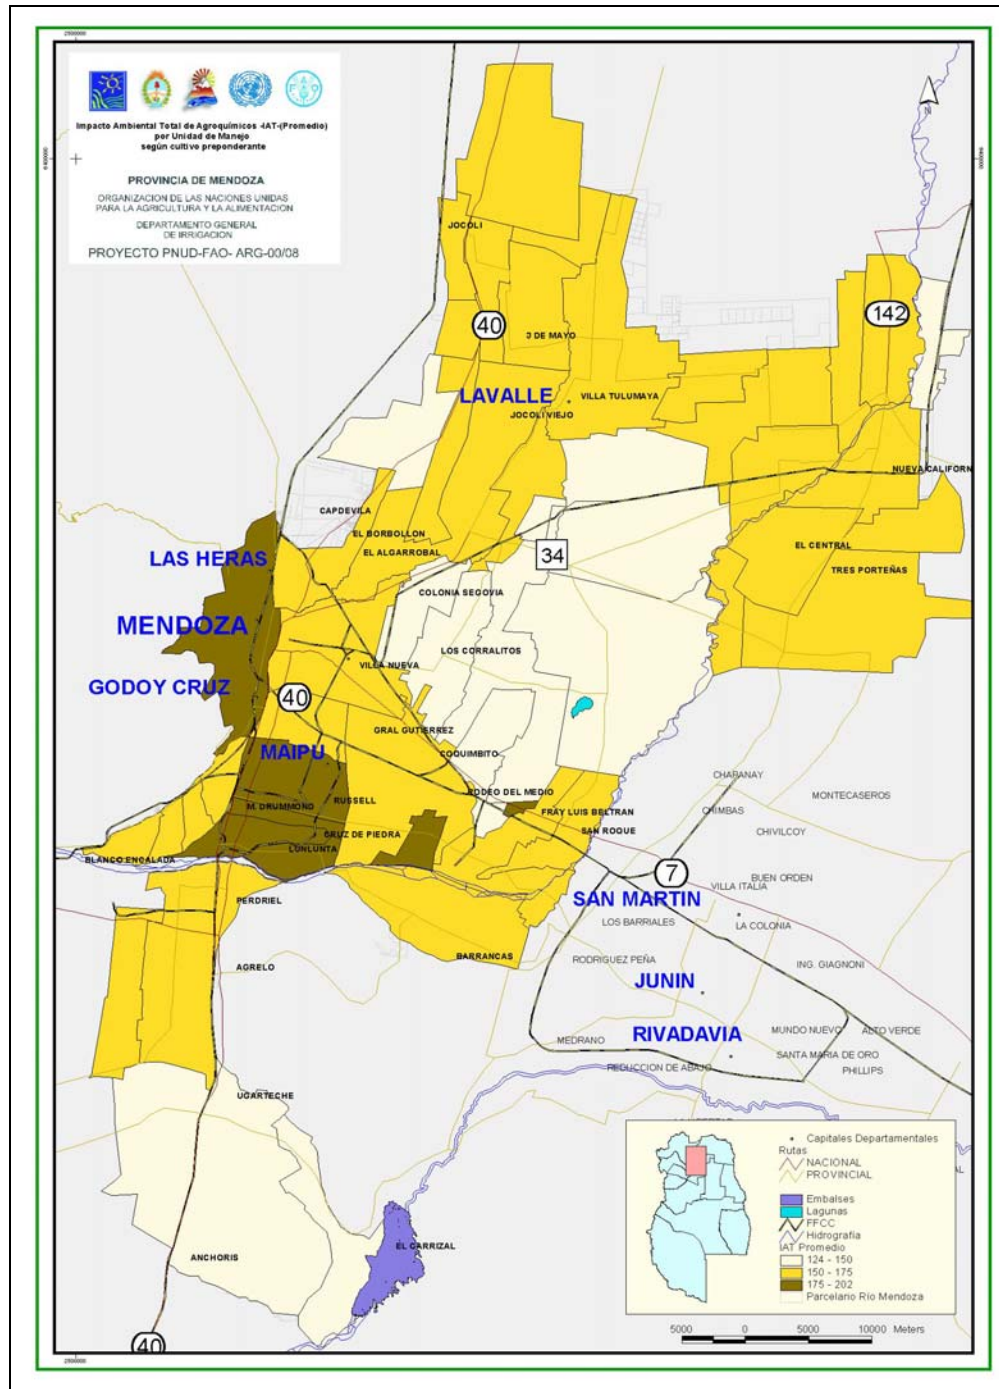 2500000
6400000
6400000
Impacto Ambiental Total de Agroquímicos -IAT-(Promedio)
por Unidad de Manejo
según cultivo preponderante
PROVINCIA DE MENDOZA
ORGANIZACION DE LAS NACIONES UNIDAS
PARA LA AGRICULTURA Y LA ALIMENTACION
DEPARTAMENTO GENERAL
DE IRRIGACION
PROYECTO PNUD-FAO- ARG-00/08
N
JOCOLI
142
40
3 DE MAYO
LAVALLE
VILLA TULUMAYA
JOCOLI VIEJO
NUEVA CALIFORN
CAPDEVILA
EL BORBOLLON
EL ALGARROBAL
34
EL CENTRAL
TRES PORTEÑAS
LAS HERAS
COLONIA SEGOVIA
MENDOZA
LOS CORRALITOS
VILLA NUEVA
GODOY CRUZ
40
GRAL GUTIERREZ
MAIPU
COQUIMBITO
CHAPANAY
RODEO DEL MEDIO
MONTECASEROS
M. DRUMMOND
RUSSELL
FRAY LUIS BELTRAN
CHIMBAS
CRUZ DE PIEDRA
SAN ROQUE
CHIVILCOY
LUNLUNTA
BLANCO ENCALADA
7
BUEN ORDEN
VILLA ITALIA
PERDRIEL
SAN MARTIN
LOS BARRIALES
LA COLONIA
BARRANCAS
RODRIGUEZ PEÑA
ING. GIAGNONI
AGRELO
JUNIN
RIVADAVIA
MUNDO NUEVO
ALTO VERDE
MEDRANO
SANTA MARIA DE ORO
REDUCCION DE ABAJO
PHILLIPS
UGARTECHE
EL CARRIZAL
ANCHORIS
40
Capitales Departamentales
Rutas
NACIONAL
PROVINCIAL
Embalses
Lagunas
FFCC
Hidrografía
IAT Promedio
124 - 150
150 - 175
175 - 202
Parcelario Río Mendoza
5000 0 5000 10000 Meters
2500000